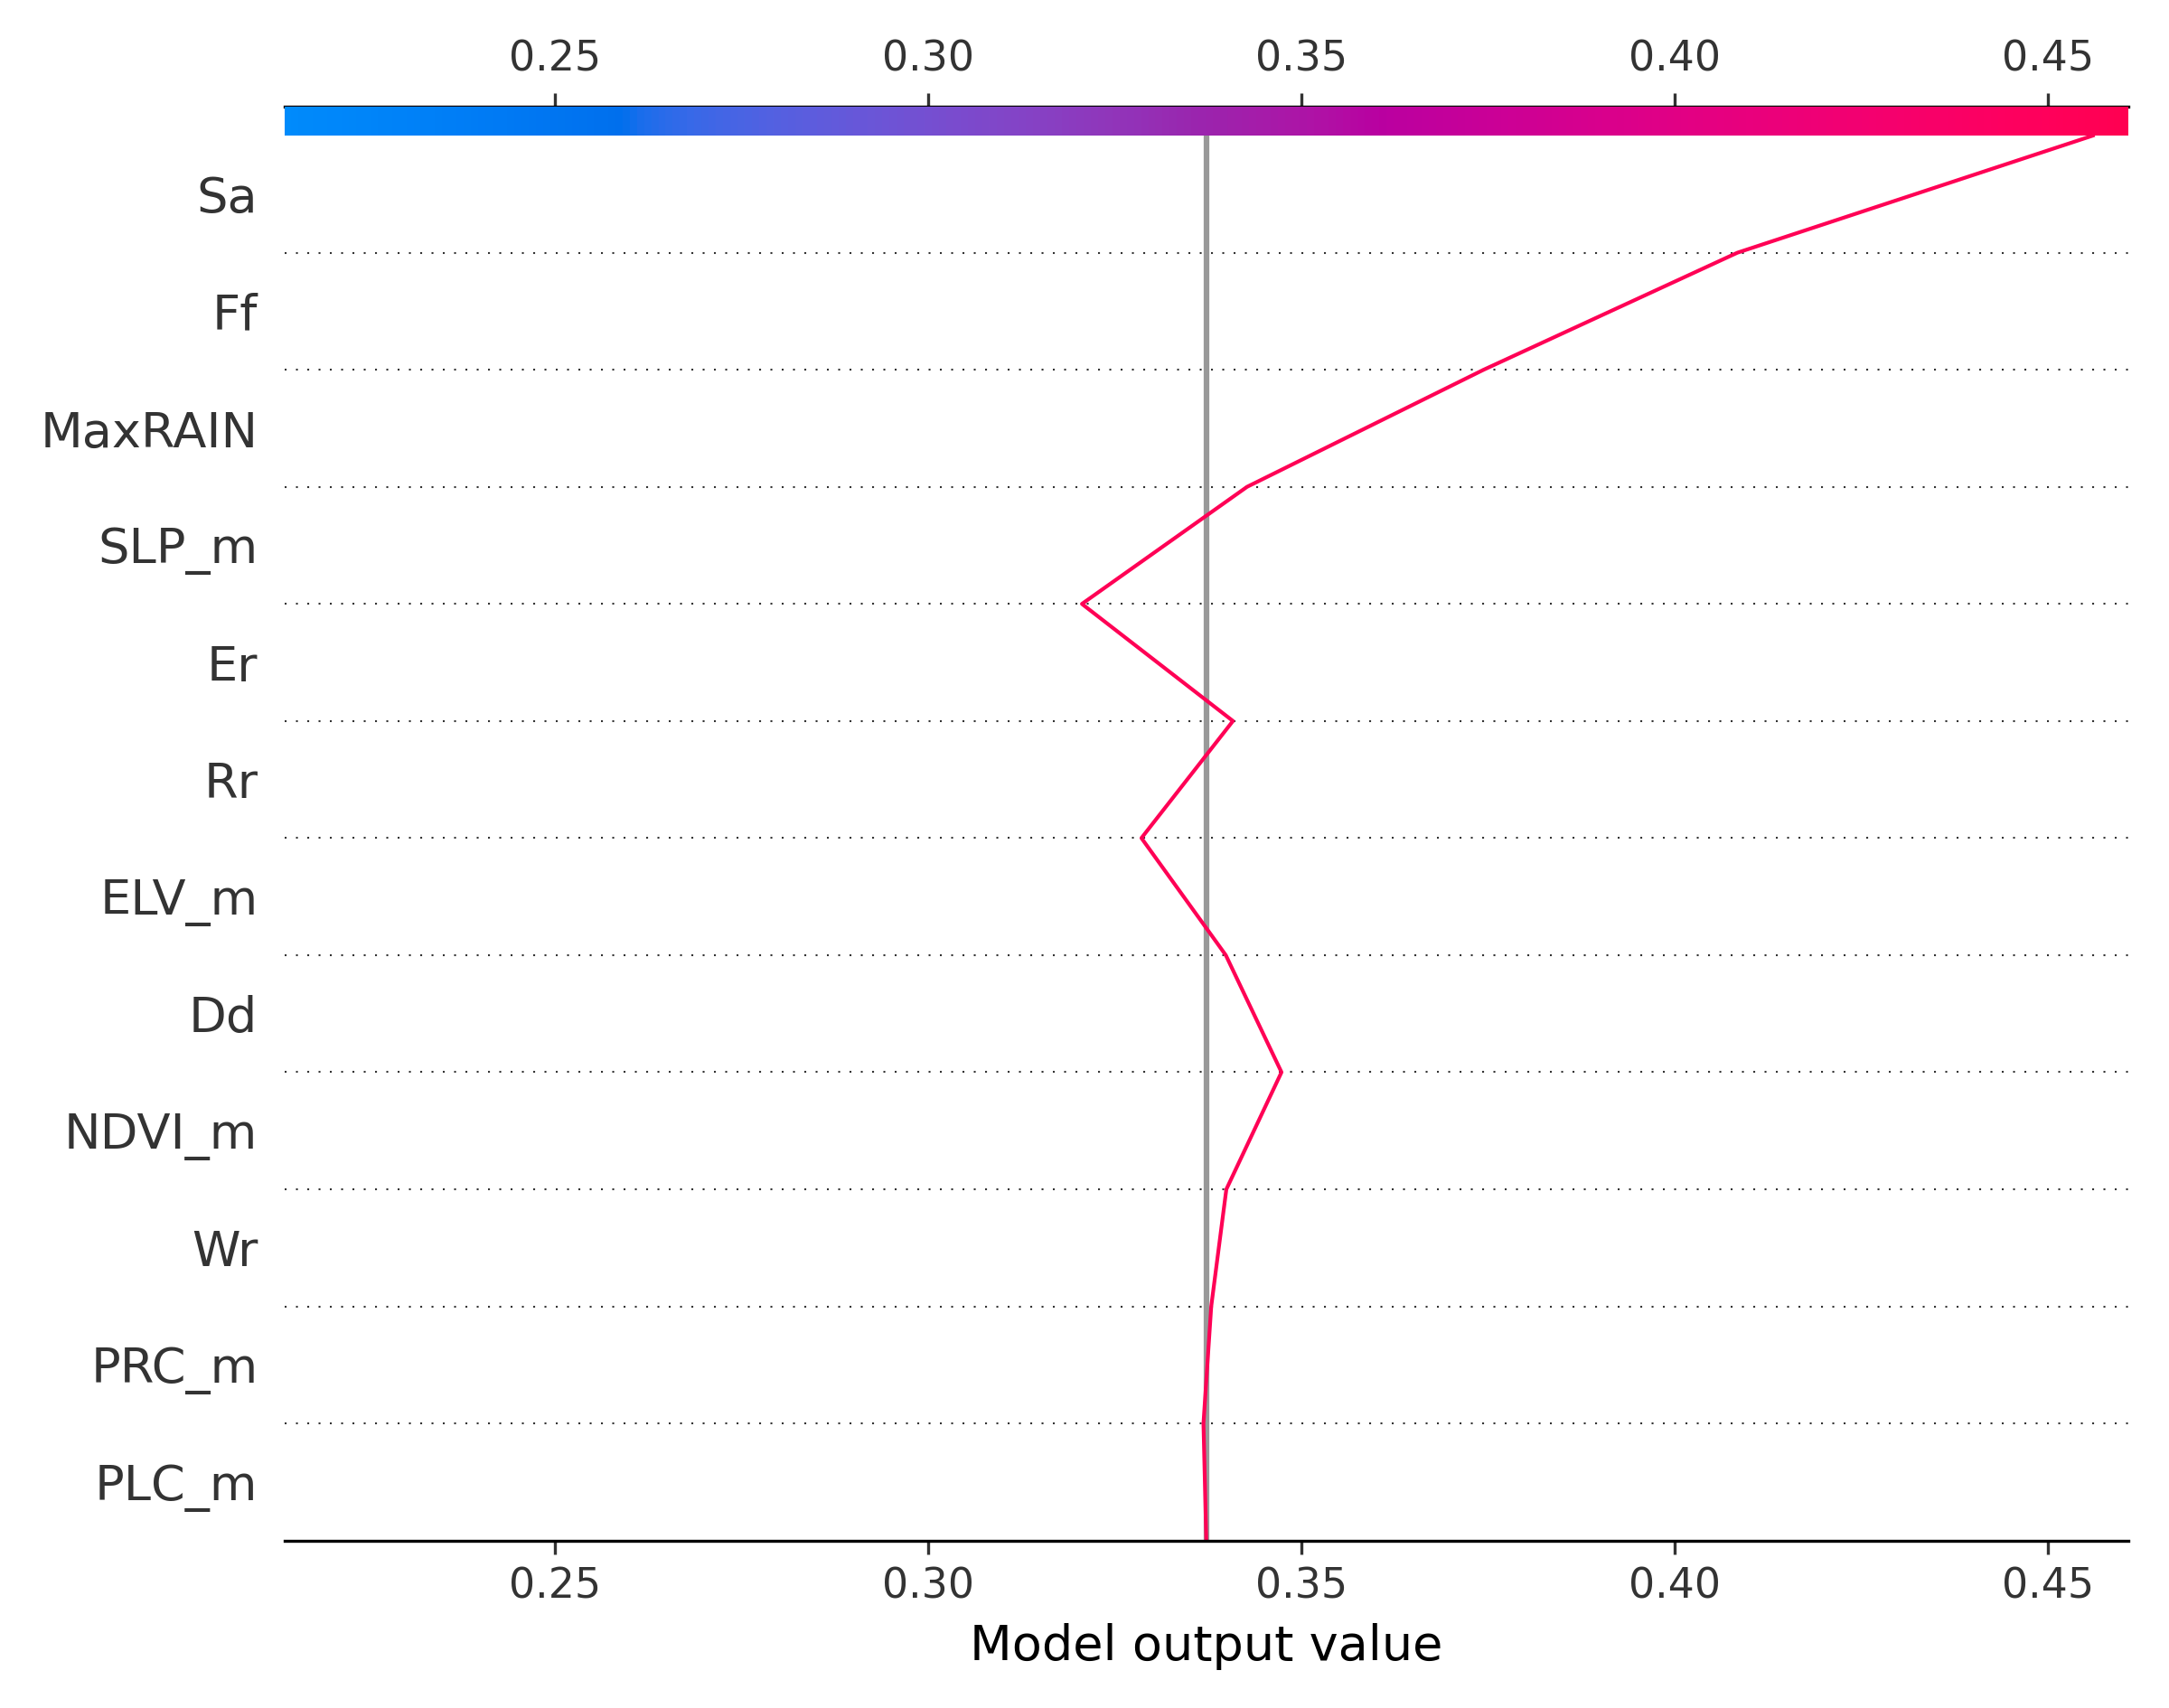 0.25 0.30 0.35 0.40 0.45
Sa
Ff
MaxRAIN
SLP_m
Er
Rr
ELV_m
Dd
NDVI_m
Wr
PRC_m
PLC_m
0.25 0.30 0.35 0.40 0.45
Model output value